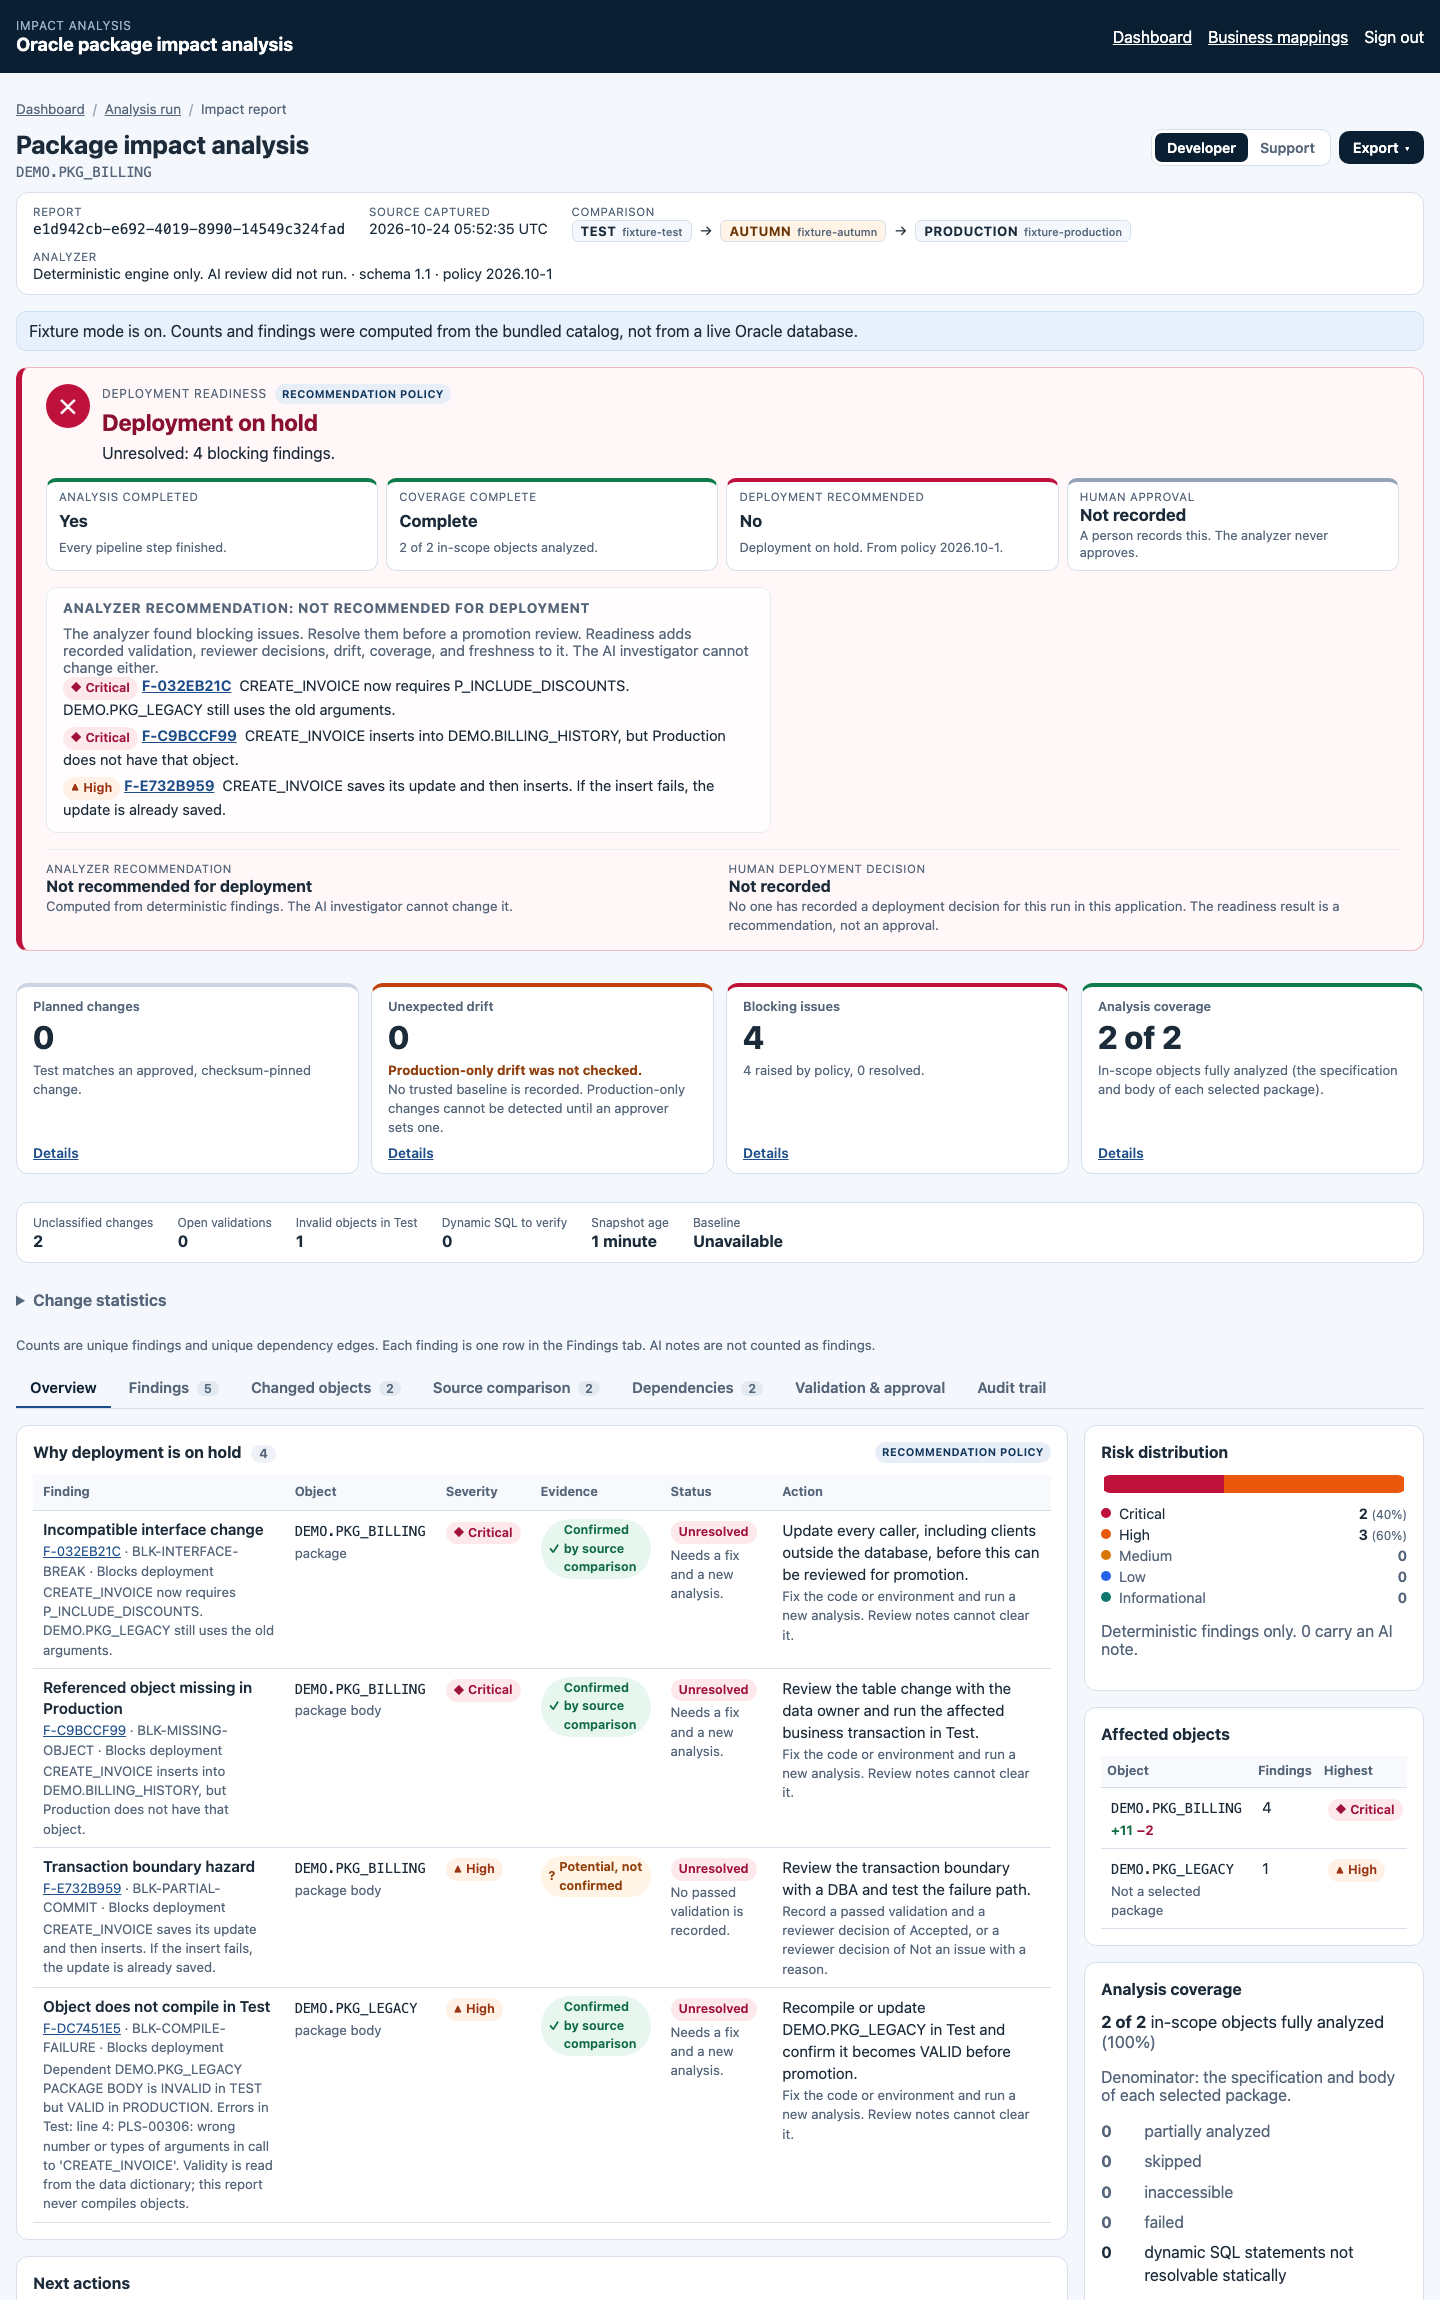 IMPACT ANALYSIS
Oracle package impact analysis
Dashboard Business mappings Sign out
Dashboard / Analysis run / Impact report
Package impact analysis
DEMO.PKG_BILLING
Developer Support Export
REPORT
e1d942cb-e692-4019-8990-14549c324fad
SOURCE CAPTURED
2026-10-24 05:52:35 UTC
COMPARISON
TEST fixture-test → AUTUMN fixture-autumn → PRODUCTION fixture-production
ANALYZER
Deterministic engine only. AI review did not run. · schema 1.1 · policy 2026.10-1
Fixture mode is on. Counts and findings were computed from the bundled catalog, not from a live Oracle database.
DEPLOYMENT READINESS RECOMMENDATION POLICY
Deployment on hold
Unresolved: 4 blocking findings.
ANALYSIS COMPLETED
Yes
Every pipeline step finished.
COVERAGE COMPLETE
Complete
2 of 2 in-scope objects analyzed.
DEPLOYMENT RECOMMENDED
No
Deployment on hold. From policy 2026.10-1.
HUMAN APPROVAL
Not recorded
A person records this. The analyzer never
approves.
ANALYZER RECOMMENDATION: NOT RECOMMENDED FOR DEPLOYMENT
The analyzer found blocking issues. Resolve them before a promotion review. Readiness adds
recorded validation, reviewer decisions, drift, coverage, and freshness to it. The AI investigator cannot
change either.
◆ Critical F-032EB21C CREATE_INVOICE now requires P_INCLUDE_DISCOUNTS.
DEMO.PKG_LEGACY still uses the old arguments.
◆ Critical F-C9BCCF99 CREATE_INVOICE inserts into DEMO.BILLING_HISTORY, but Production
does not have that object.
▲ High F-E732B959 CREATE_INVOICE saves its update and then inserts. If the insert fails, the
update is already saved.
ANALYZER RECOMMENDATION
Not recommended for deployment
Computed from deterministic findings. The AI investigator cannot change it.
HUMAN DEPLOYMENT DECISION
Not recorded
No one has recorded a deployment decision for this run in this application. The readiness result is a
recommendation, not an approval.
Planned changes
0
Test matches an approved, checksum-pinned
change.
Details
Unexpected drift
0
Production-only drift was not checked.
No trusted baseline is recorded. Production-only
changes cannot be detected until an approver
sets one.
Details
Blocking issues
4
4 raised by policy, 0 resolved.
Details
Analysis coverage
2 of 2
In-scope objects fully analyzed (the specification
and body of each selected package).
Details
Unclassified changes
2
Open validations
0
Invalid objects in Test
1
Dynamic SQL to verify
0
Snapshot age
1 minute
Baseline
Unavailable
▶ Change statistics
Counts are unique findings and unique dependency edges. Each finding is one row in the Findings tab. AI notes are not counted as findings.
Overview Findings 5 Changed objects 2 Source comparison 2 Dependencies 2 Validation & approval Audit trail
Why deployment is on hold 4 RECOMMENDATION POLICY
Finding Object Severity Evidence Status Action
Incompatible interface change
F-032EB21C · BLK-INTERFACE-
BREAK · Blocks deployment
CREATE_INVOICE now requires
P_INCLUDE_DISCOUNTS.
DEMO.PKG_LEGACY still uses the old
arguments.
DEMO.PKG_BILLING
package
◆ Critical
✓ Confirmed
by source
comparison
Unresolved
Needs a fix
and a new
analysis.
Update every caller, including clients
outside the database, before this can
be reviewed for promotion.
Fix the code or environment and run a
new analysis. Review notes cannot clear
it.
Referenced object missing in
Production
F-C9BCCF99 · BLK-MISSING-
OBJECT · Blocks deployment
CREATE_INVOICE inserts into
DEMO.BILLING_HISTORY, but
Production does not have that
object.
DEMO.PKG_BILLING
package body
◆ Critical
✓ Confirmed
by source
comparison
Unresolved
Needs a fix
and a new
analysis.
Review the table change with the
data owner and run the affected
business transaction in Test.
Fix the code or environment and run a
new analysis. Review notes cannot clear
it.
Transaction boundary hazard
F-E732B959 · BLK-PARTIAL-
COMMIT · Blocks deployment
CREATE_INVOICE saves its update
and then inserts. If the insert fails,
the update is already saved.
DEMO.PKG_BILLING
package body
▲ High
? Potential, not
confirmed
Unresolved
No passed
validation is
recorded.
Review the transaction boundary
with a DBA and test the failure path.
Record a passed validation and a
reviewer decision of Accepted, or a
reviewer decision of Not an issue with a
reason.
Object does not compile in Test
F-DC7451E5 · BLK-COMPILE-
FAILURE · Blocks deployment
Dependent DEMO.PKG_LEGACY
PACKAGE BODY is INVALID in TEST
but VALID in PRODUCTION. Errors in
Test: line 4: PLS-00306: wrong
number or types of arguments in call
to 'CREATE_INVOICE'. Validity is read
from the data dictionary; this report
never compiles objects.
DEMO.PKG_LEGACY
package body
▲ High
✓ Confirmed
by source
comparison
Unresolved
Needs a fix
and a new
analysis.
Recompile or update
DEMO.PKG_LEGACY in Test and
confirm it becomes VALID before
promotion.
Fix the code or environment and run a
new analysis. Review notes cannot clear
it.
Next actions
Risk distribution
Critical 2 (40%)
High 3 (60%)
Medium 0
Low 0
Informational 0
Deterministic findings only. 0 carry an AI
note.
Affected objects
Object Findings Highest
DEMO.PKG_BILLING 4 ◆ Critical
+11 −2
DEMO.PKG_LEGACY 1 ▲ High
Not a selected
package
Analysis coverage
2 of 2 in-scope objects fully analyzed
(100%)
Denominator: the specification and body
of each selected package.
0 partially analyzed
0 skipped
0 inaccessible
0 failed
0 dynamic SQL statements not
resolvable statically